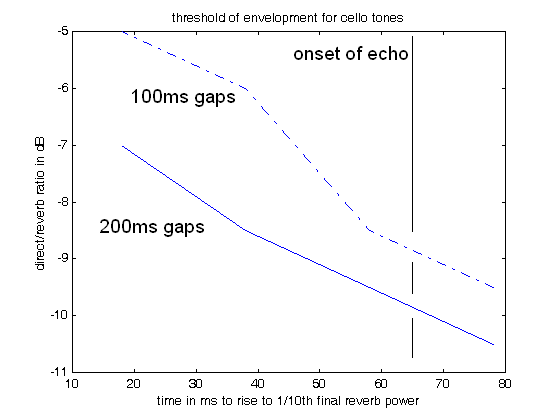 threshold of envelopment for cello tones
-5
onset of echo
-6
100ms gaps
-7
direct/reverb ratio in dB
-8
200ms gaps
-9
-10
-11
10 20 30 40 50 60 70 80
time in ms to rise to 1/10th final reverb power